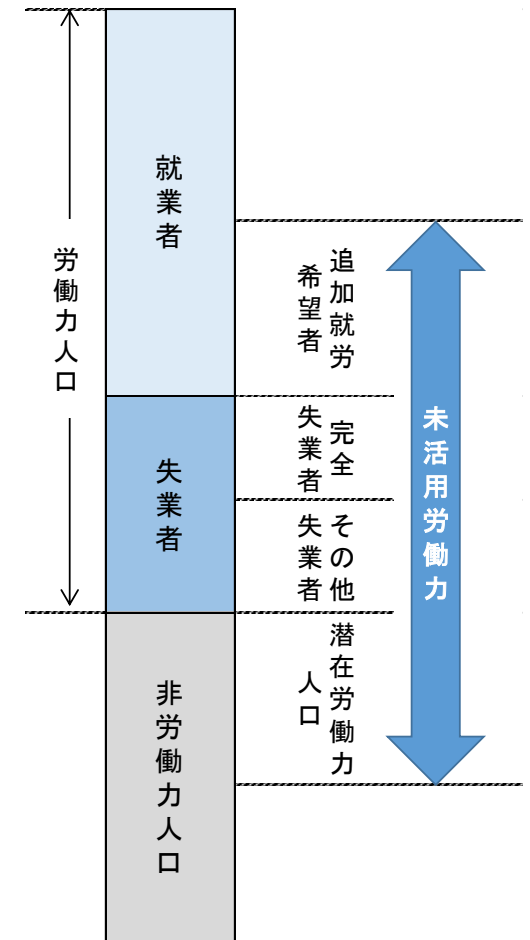 労働力人口
就業者
失業者
非労働力人口
追加就労
希望者
完全
失業者
その他
失業者
潜在労働力
人口
未活用労働力